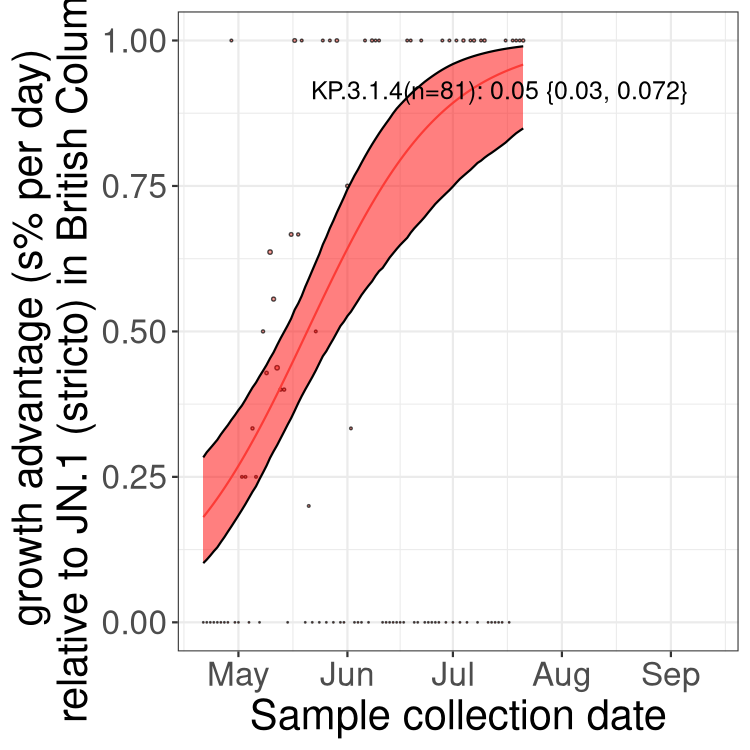 growth advantage (s% per day)
relative to JN.1 (stricto) in British Colum
1.00
0.75
0.50
0.25
0.00
KP.3.1.4(n=81): 0.05 {0.03, 0.072}
May Jun Jul Aug Sep
Sample collection date